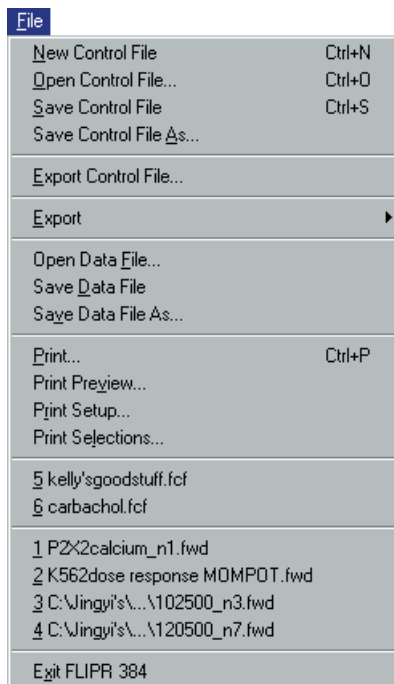 File
New Control File Ctrl+N
Open Control File... Ctrl+O
Save Control File Ctrl+S
Save Control File As...
Export Control File...
Export
Open Data File...
Save Data File
Save Data File As...
Print... Ctrl+P
Print Preview...
Print Setup...
Print Selections...
5 kelly'sgoodstuff.fcf
6 carbachol.fcf
1 P2X2calcium_n1.fwd
2 K562dose response MOMPOT.fwd
3 C:\Jingyi's\...\102500_n3.fwd
4 C:\Jingyi's\...\120500_n7.fwd
Exit FLIPR 384